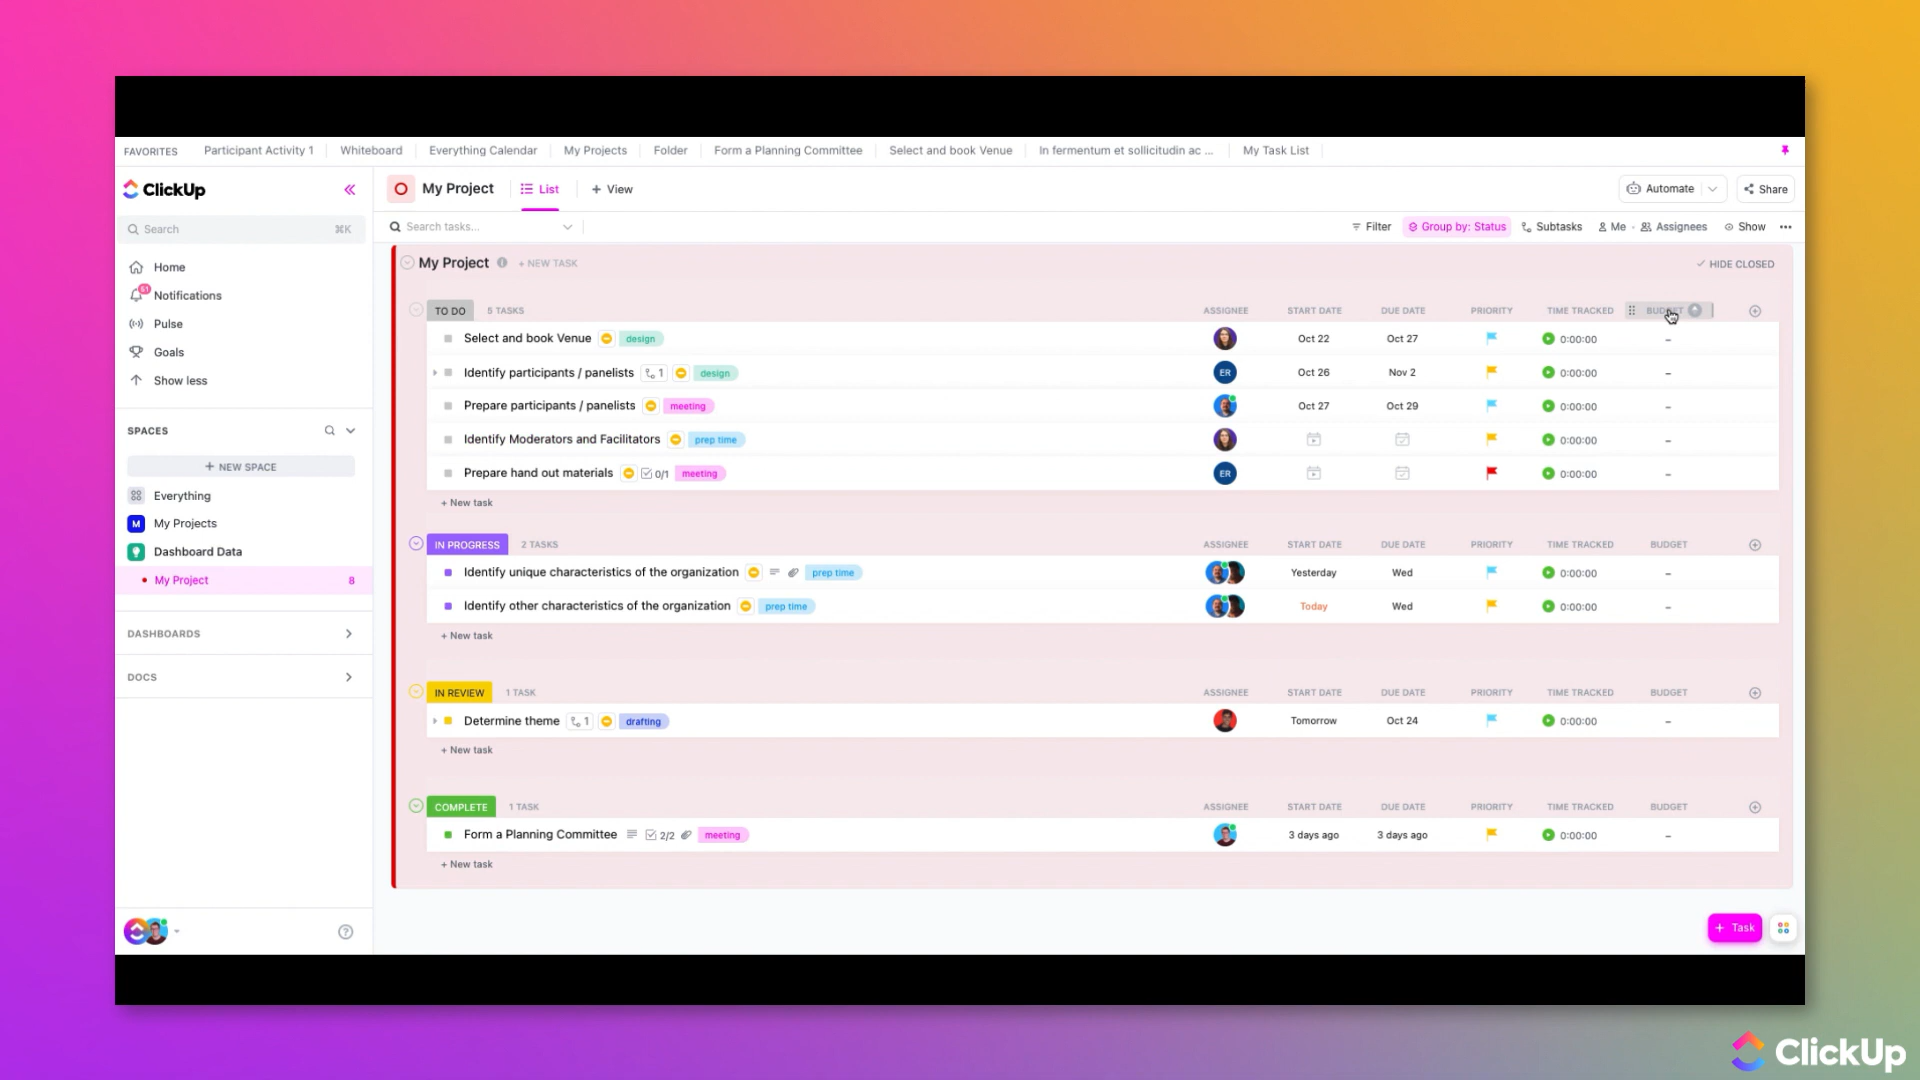 FAVORITES Participant Activity 1 Whiteboard Everything Calendar My Projects Folder Form a Planning Committee Select and book Venue In fermentum et sollicitudin ac ... My Task List
ClickUp
Search ⌘K
Home
51
Notifications
Pulse
Goals
Show less
SPACES
+ NEW SPACE
Everything
M My Projects
Dashboard Data
My Project 8
DASHBOARDS
DOCS
My Project List + View Automate Share
Search tasks... Filter Group by: Status Subtasks Me Assignees Show ...
My Project + NEW TASK HIDE CLOSED
TO DO 5 TASKS ASSIGNEE START DATE DUE DATE PRIORITY TIME TRACKED BUDGET
Select and book Venue design Oct 22 Oct 27 0:00:00 –
Identify participants / panelists 1 design ER Oct 26 Nov 2 0:00:00 –
Prepare participants / panelists meeting Oct 27 Oct 29 0:00:00 –
Identify Moderators and Facilitators prep time 0:00:00 –
Prepare hand out materials 0/1 meeting ER 0:00:00 –
+ New task
IN PROGRESS 2 TASKS ASSIGNEE START DATE DUE DATE PRIORITY TIME TRACKED BUDGET
Identify unique characteristics of the organization prep time Yesterday Wed 0:00:00 –
Identify other characteristics of the organization prep time Today Wed 0:00:00 –
+ New task
IN REVIEW 1 TASK ASSIGNEE START DATE DUE DATE PRIORITY TIME TRACKED BUDGET
Determine theme 1 drafting Tomorrow Oct 24 0:00:00 –
+ New task
COMPLETE 1 TASK ASSIGNEE START DATE DUE DATE PRIORITY TIME TRACKED BUDGET
Form a Planning Committee 2/2 meeting 3 days ago 3 days ago 0:00:00 –
+ New task
+ Task
ClickUp